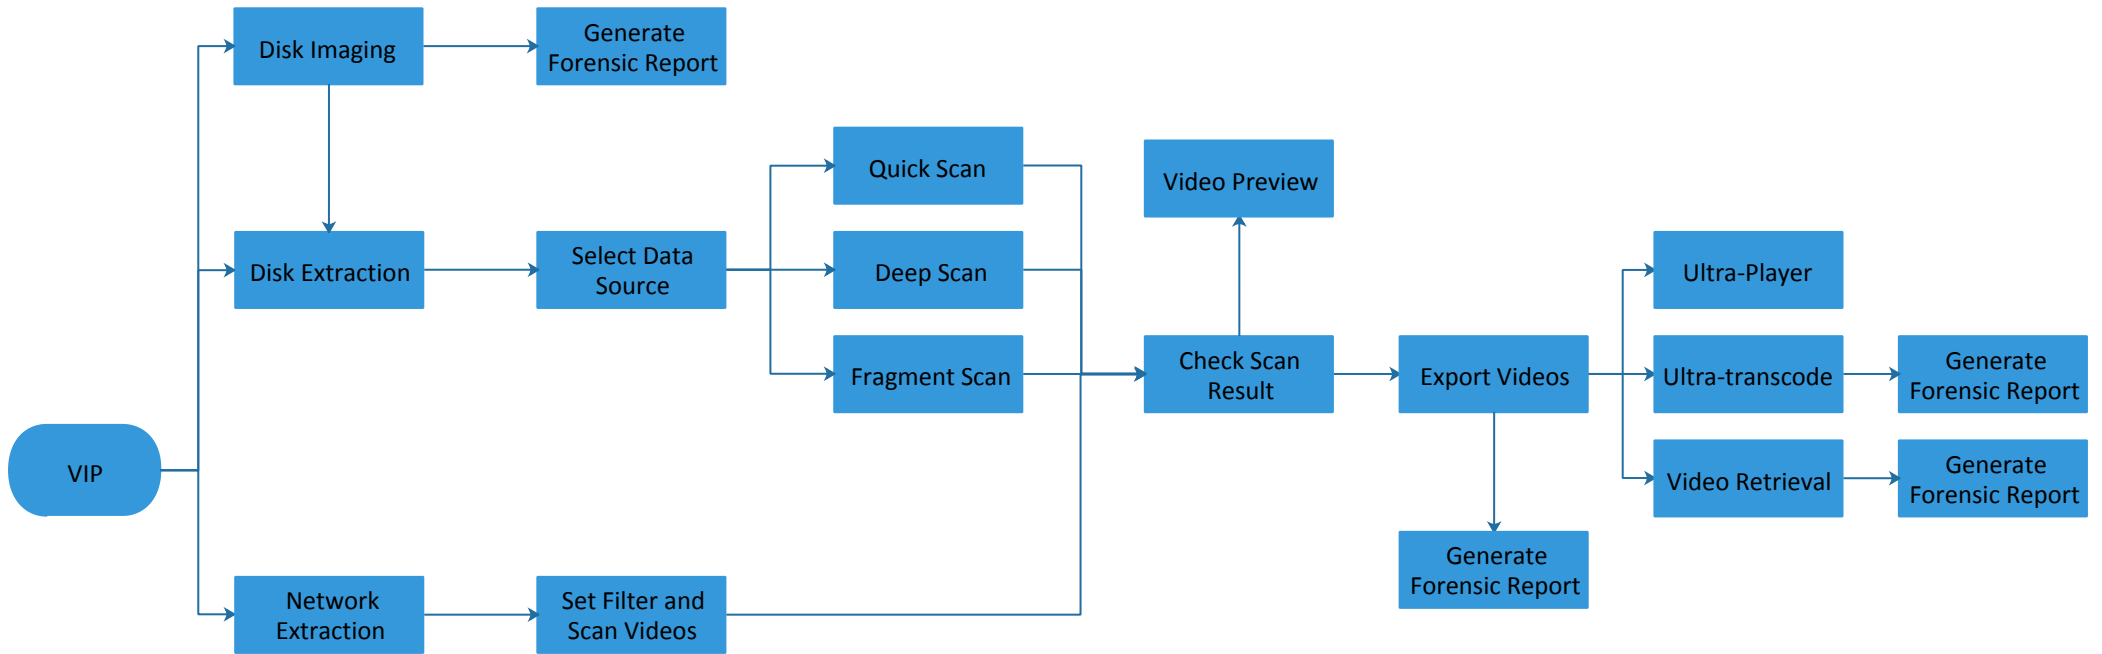 Disk Imaging
Generate
Forensic Report
Quick Scan
Video Preview
Disk Extraction
Select Data
Source
Deep Scan
Ultra-Player
Fragment Scan
Check Scan
Result
Export Videos
Ultra-transcode
Generate
Forensic Report
VIP
Video Retrieval
Generate
Forensic Report
Generate
Forensic Report
Network
Extraction
Set Filter and
Scan Videos